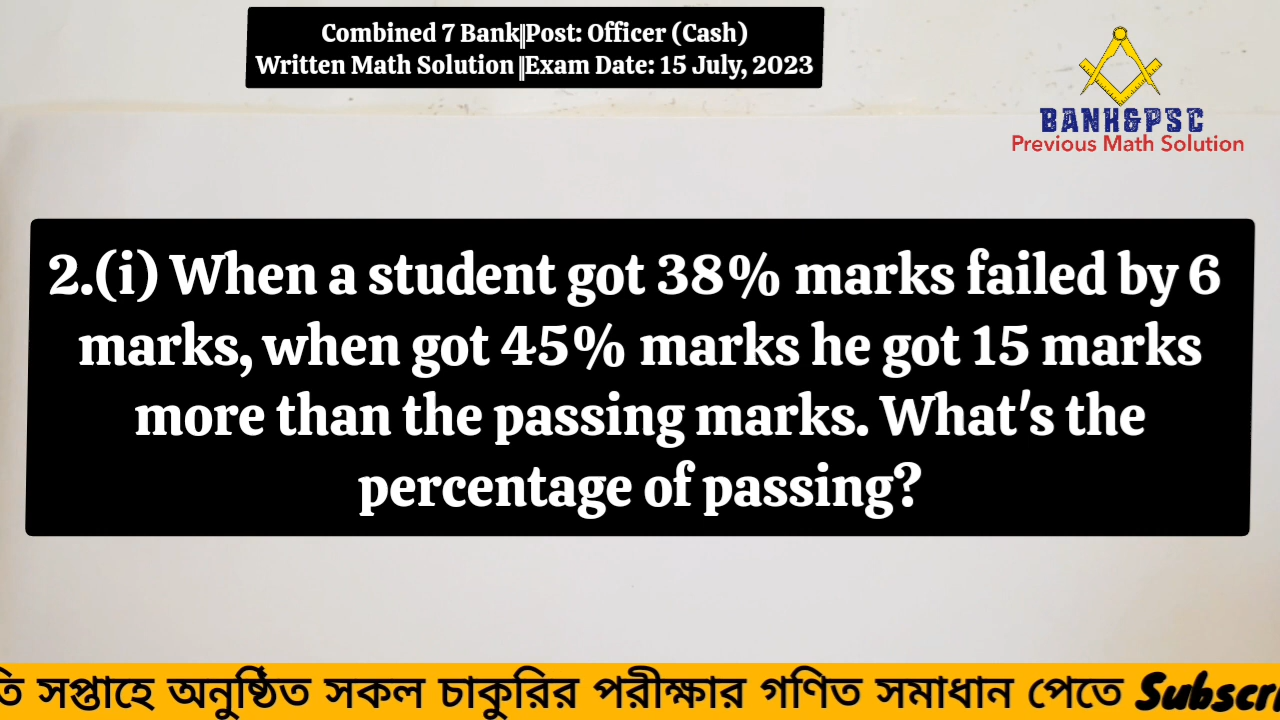 Combined 7 Bank||Post: Officer (Cash)
Written Math Solution ||Exam Date: 15 July, 2023
BANK&PSC
Previous Math Solution
2.(i) When a student got 38% marks failed by 6
marks, when got 45% marks he got 15 marks
more than the passing marks. What's the
percentage of passing?
সপ্তাহে অনুষ্ঠিত সকল চাকুরির পরীক্ষার গণিত সমাধান পেতে